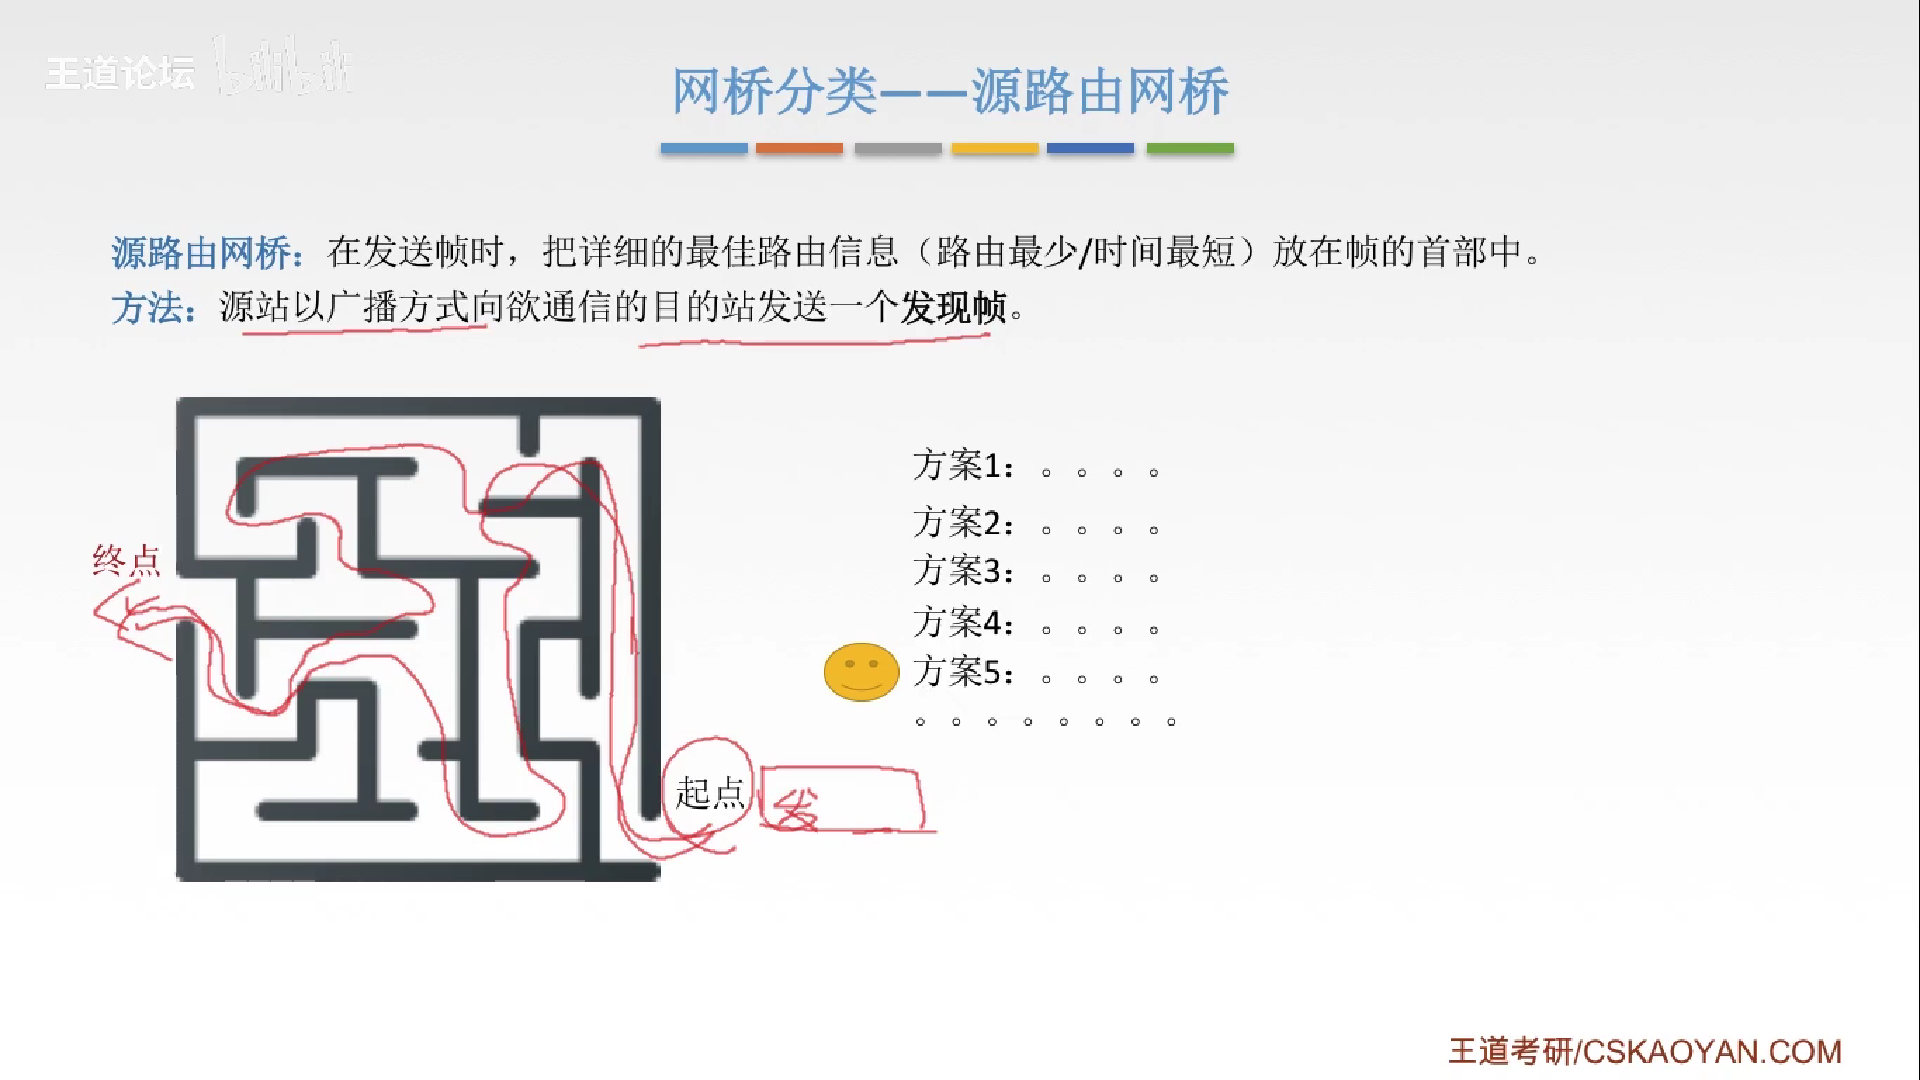 王道论坛 bilibili
网桥分类——源路由网桥
源路由网桥：在发送帧时，把详细的最佳路由信息（路由最少/时间最短）放在帧的首部中。
方法：源站以广播方式向欲通信的目的站发送一个发现帧。
方案1：。。。。
方案2：。。。。
终点
方案3：。。。。
方案4：。。。。
方案5：。。。。
。。。。。。。。
起点
发
王道考研/CSKAOYAN.COM